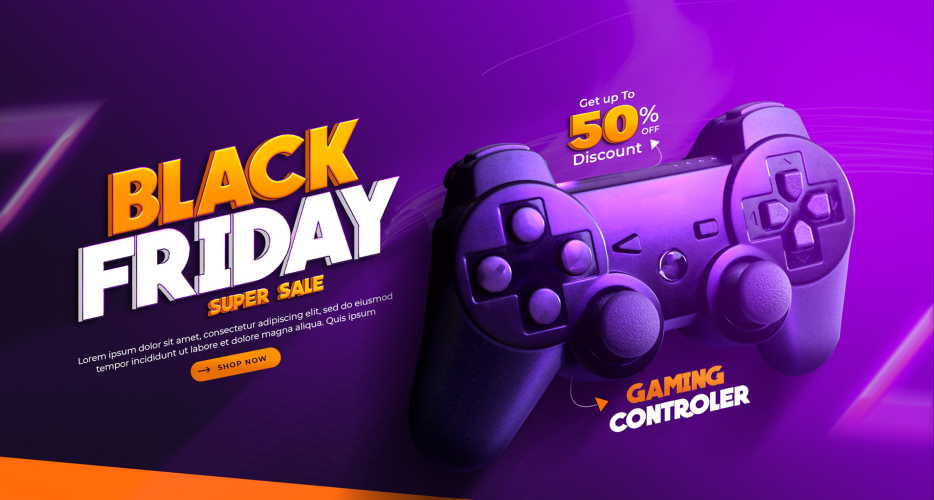 BLACK
FRIDAY
SUPER SALE
Lorem ipsum dolor sit amet, consectetur adipiscing elit, sed do eiusmod
tempor incididunt ut labore et dolore magna aliqua. Quis ipsum
SHOP NOW
Get up To
50%
OFF
Discount
GAMING
CONTROLER